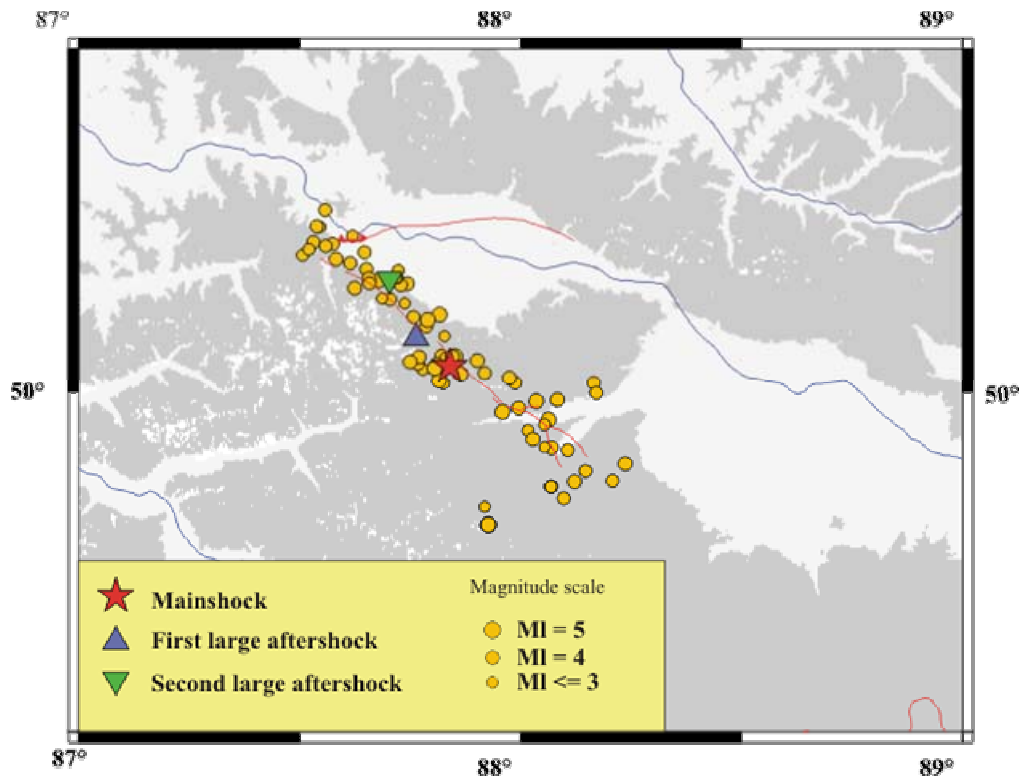 87° 88° 89°
50° 50°
Mainshock
First large aftershock
Second large aftershock
Magnitude scale
Ml = 5
Ml = 4
Ml <= 3
87° 88° 89°